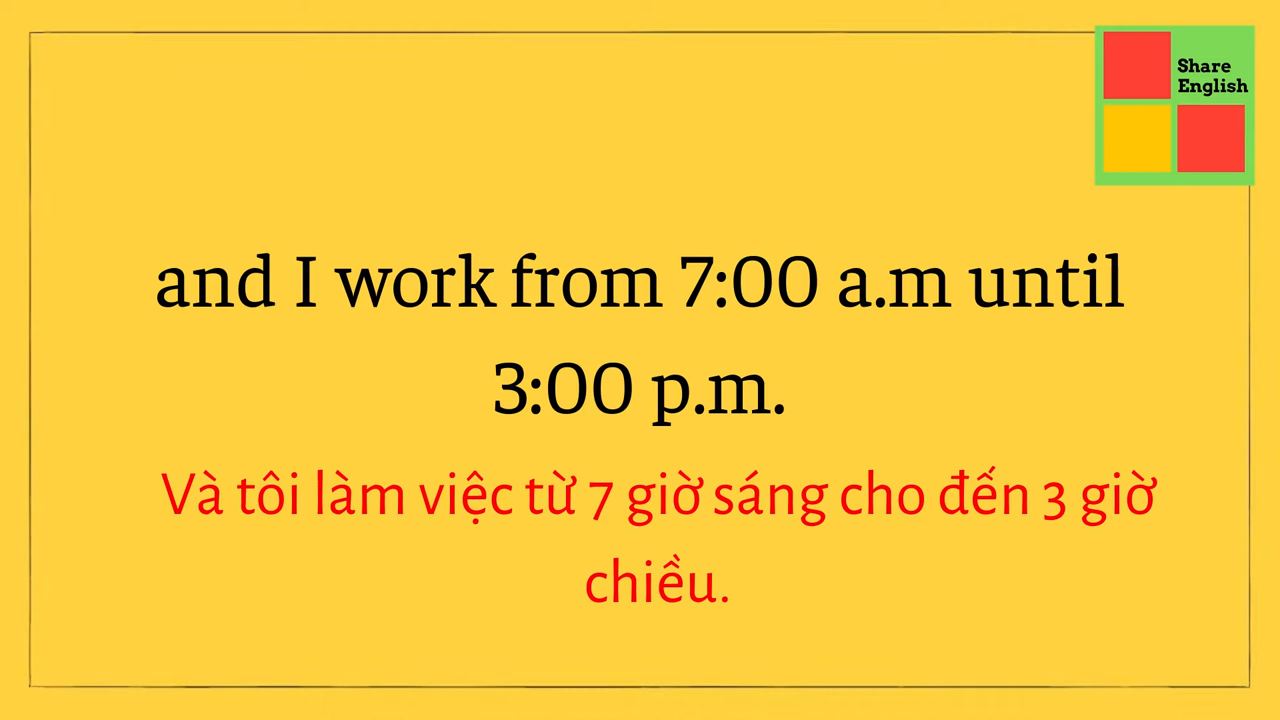 Share
English
and I work from 7:00 a.m until
3:00 p.m.
Và tôi làm việc từ 7 giờ sáng cho đến 3 giờ
chiều.